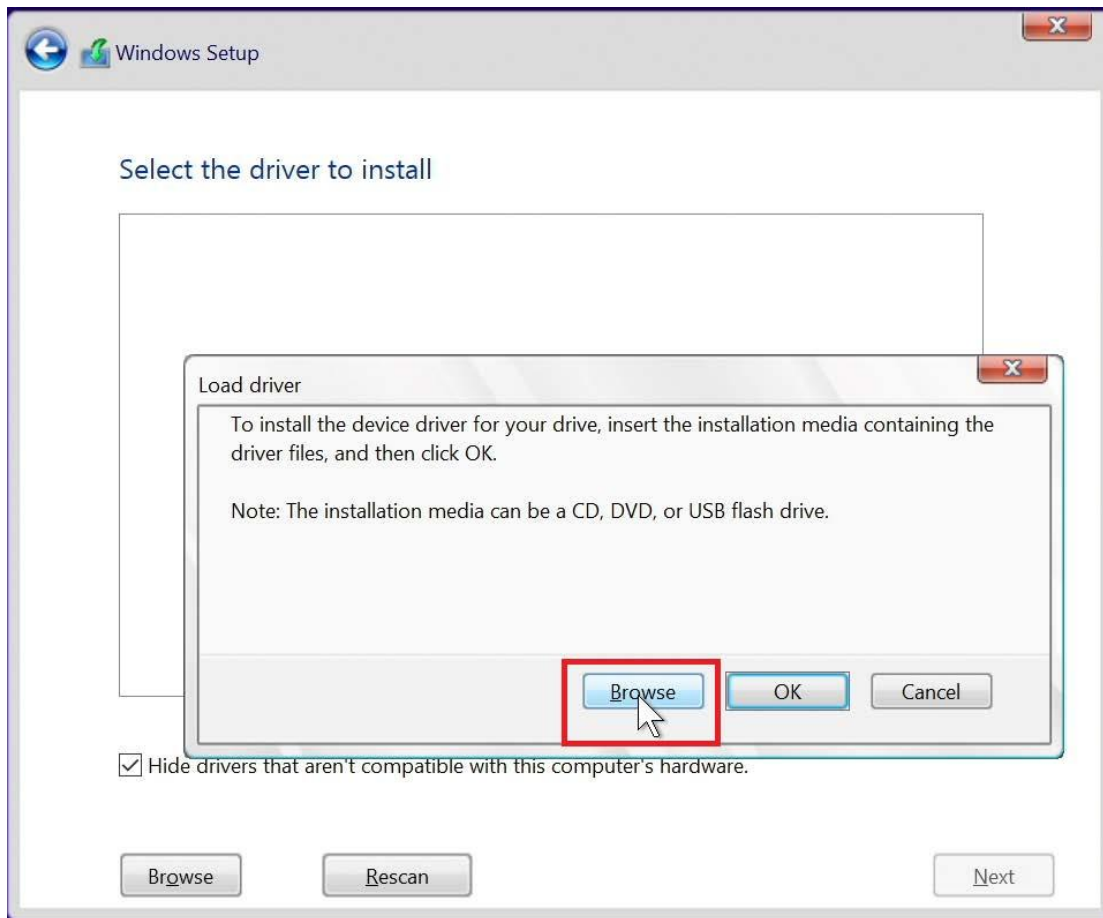 Windows Setup
Select the driver to install
Load driver
To install the device driver for your drive, insert the installation media containing the
driver files, and then click OK.
Note: The installation media can be a CD, DVD, or USB flash drive.
Browse OK Cancel
Hide drivers that aren't compatible with this computer's hardware.
Browse Rescan Next